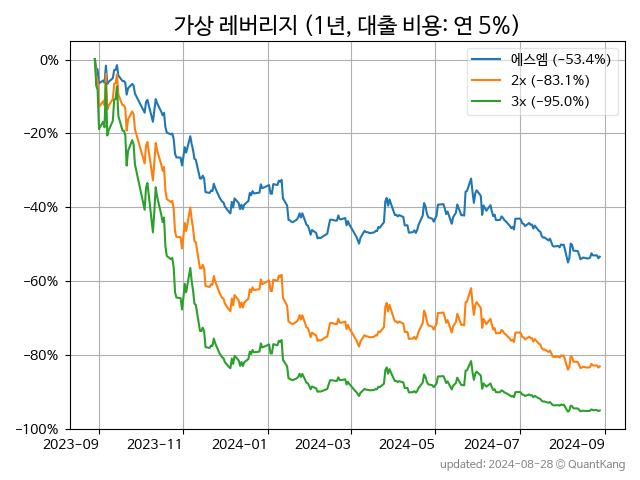 가상 레버리지 (1년, 대출 비용: 연 5%)
에스엠 (−53.4%)
2x (−83.1%)
3x (−95.0%)
0%
−20%
−40%
−60%
−80%
−100%
2023-09 2023-11 2024-01 2024-03 2024-05 2024-07 2024-09
updated: 2024-08-28 © QuantKang